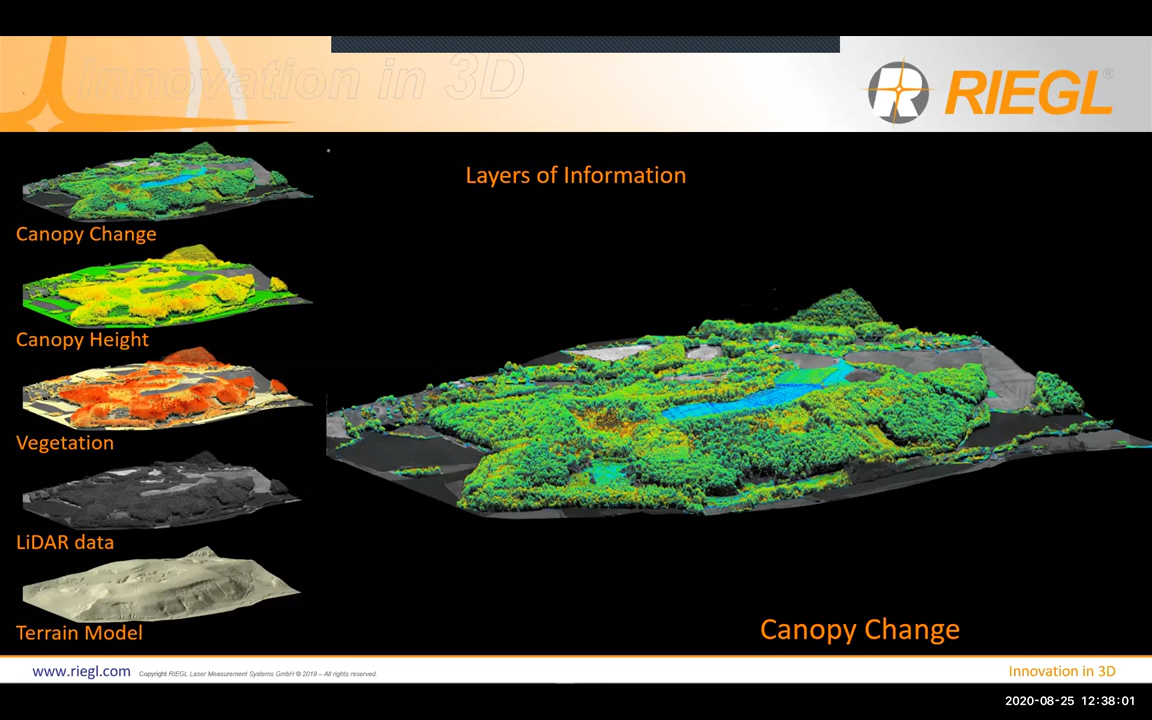 innovation in 3D
R RIEGL®
Layers of Information
Canopy Change
Canopy Height
Vegetation
LiDAR data
Terrain Model
Canopy Change
www.riegl.com Copyright RIEGL Laser Measurement Systems GmbH © 2019 – All rights reserved.
Innovation in 3D
2020-08-25 12:38:01